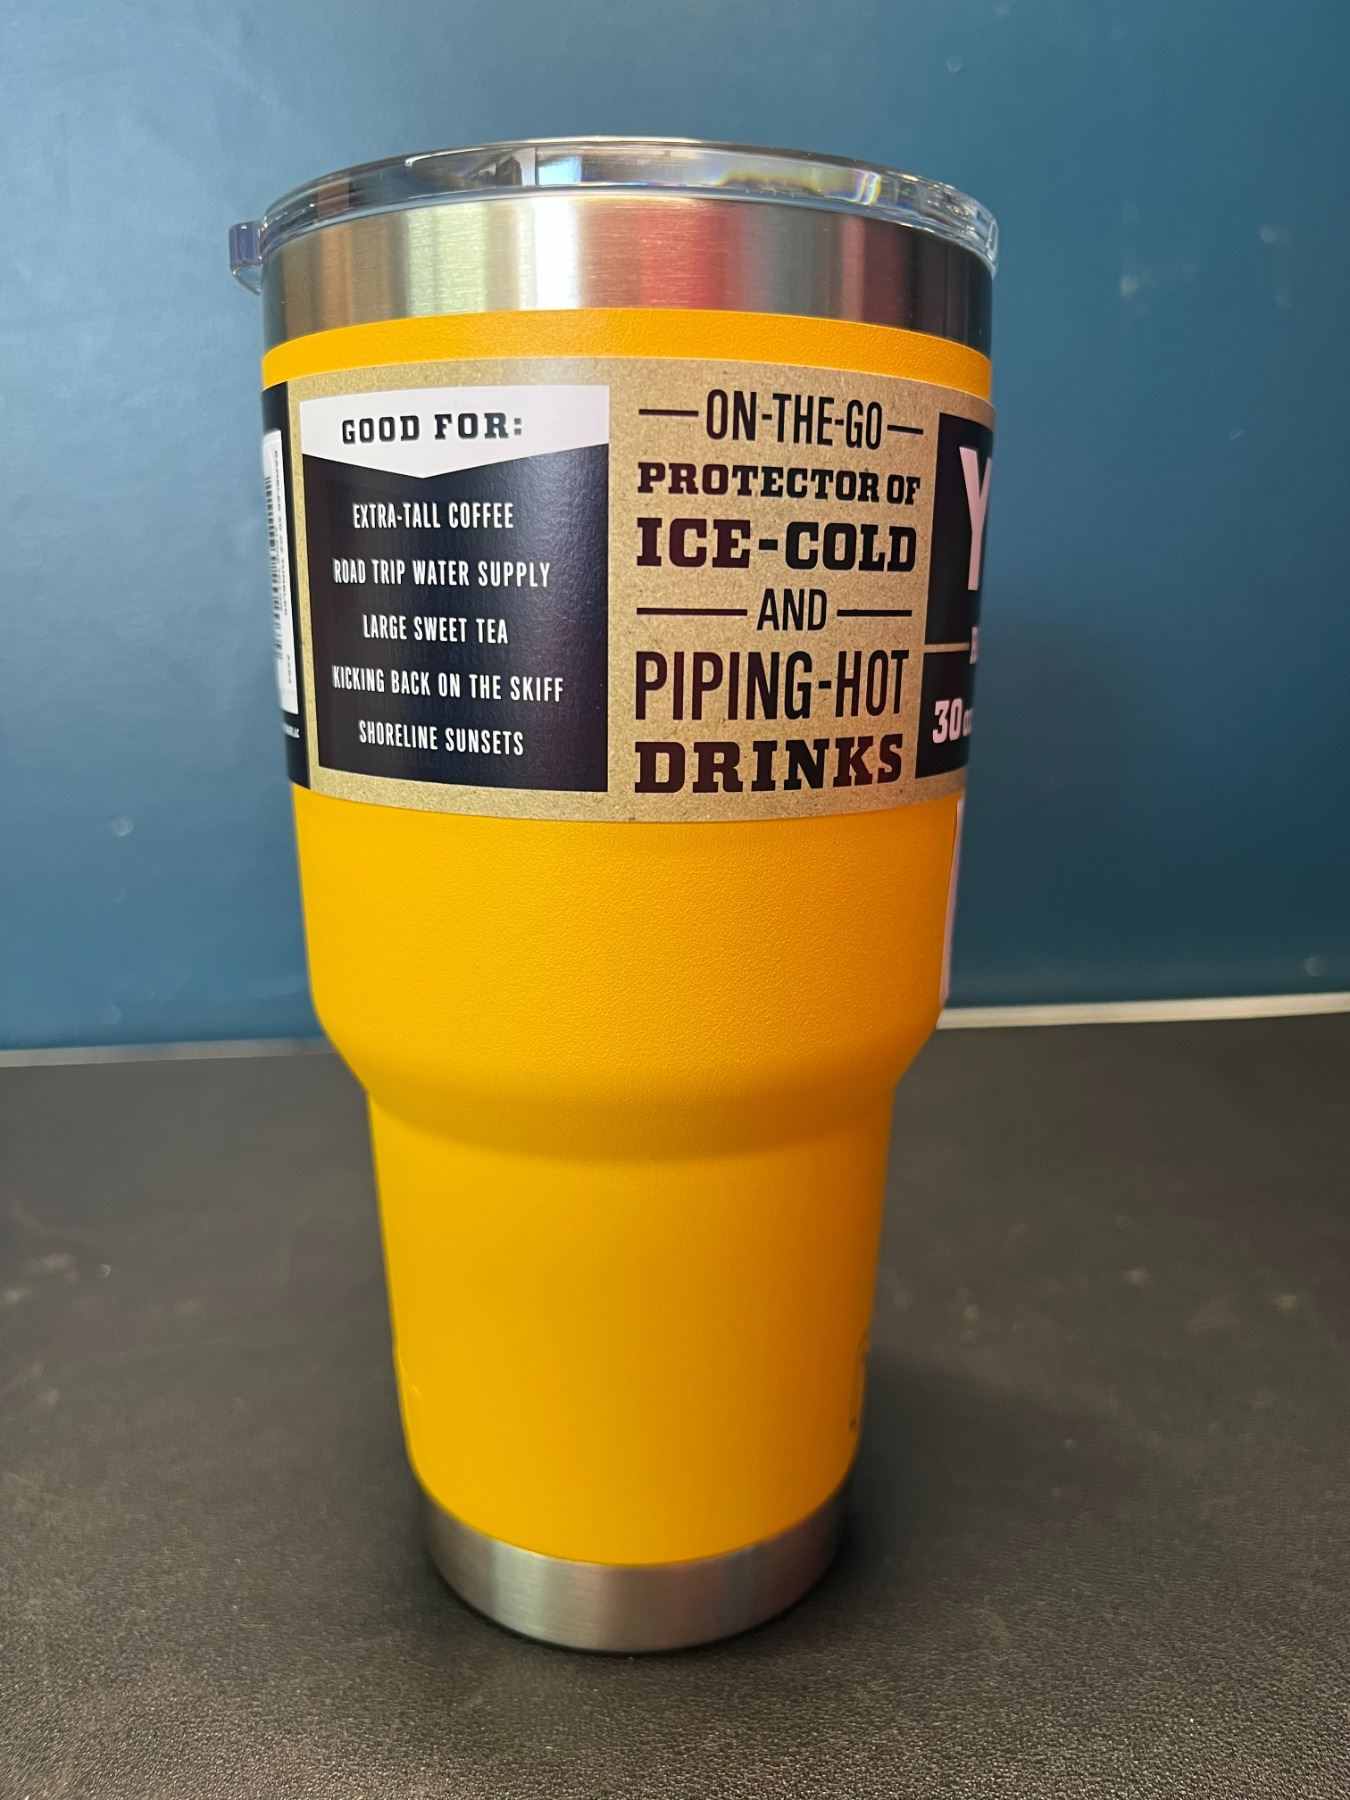 GOOD FOR:
EXTRA-TALL COFFEE
ROAD TRIP WATER SUPPLY
LARGE SWEET TEA
KICKING BACK ON THE SKIFF
SHORELINE SUNSETS
ON-THE-GO
PROTECTOR OF
ICE-COLD
AND
PIPING-HOT
DRINKS
Y
30